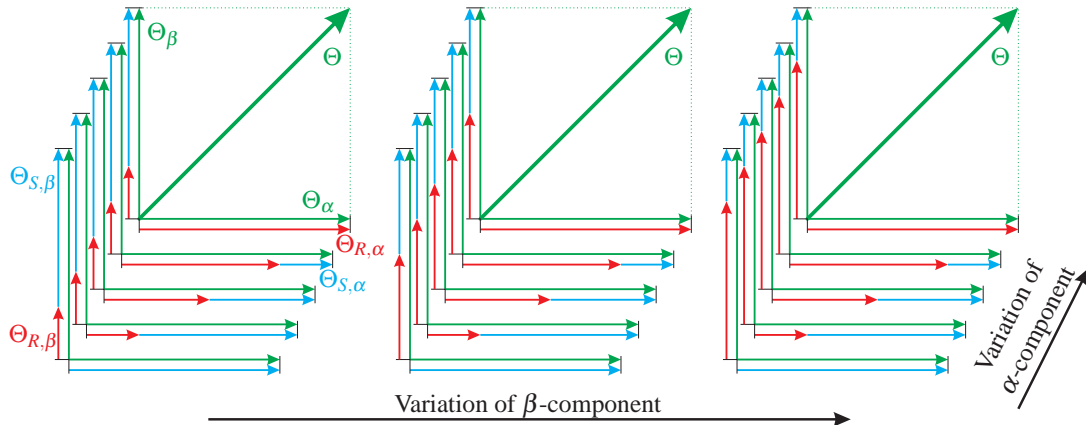 Θβ
Θ
Θ
Θ
ΘS,β
Θα
ΘR,α
ΘS,α
ΘR,β
Variation of
α-component
Variation of β-component